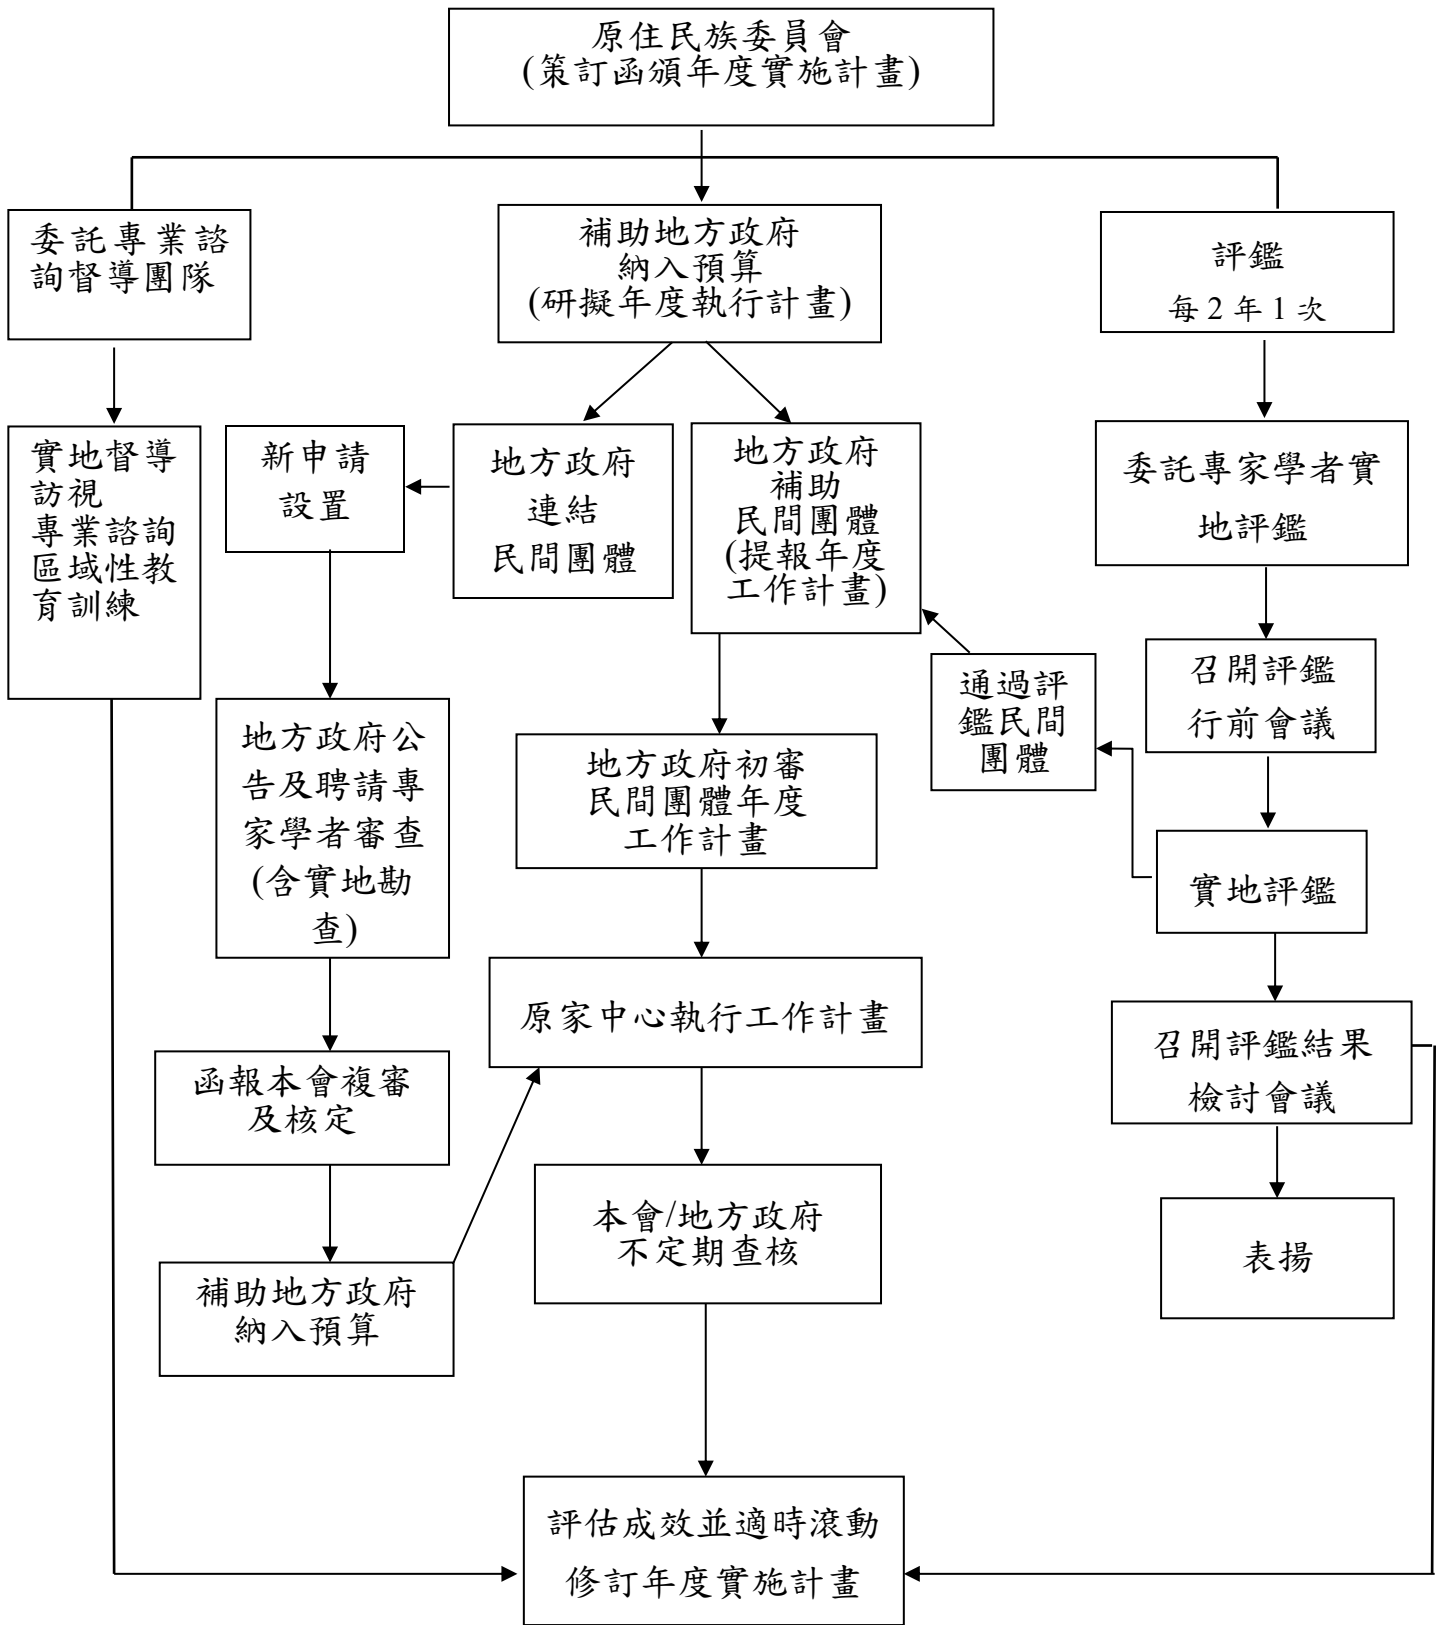 原住民族委員會
(策訂函頒年度實施計畫)
委託專業諮
詢督導團隊
補助地方政府
納入預算
(研擬年度執行計畫)
評鑑
每 2 年 1 次
實地督導
訪視
專業諮詢
區域性教
育訓練
新申請
設置
地方政府
連結
民間團體
地方政府
補助
民間團體
(提報年度
工作計畫)
委託專家學者實
地評鑑
通過評
鑑民間
團體
召開評鑑
行前會議
地方政府公
告及聘請專
家學者審查
(含實地勘
查)
地方政府初審
民間團體年度
工作計畫
實地評鑑
原家中心執行工作計畫
召開評鑑結果
檢討會議
函報本會複審
及核定
本會/地方政府
不定期查核
表揚
補助地方政府
納入預算
評估成效並適時滾動
修訂年度實施計畫